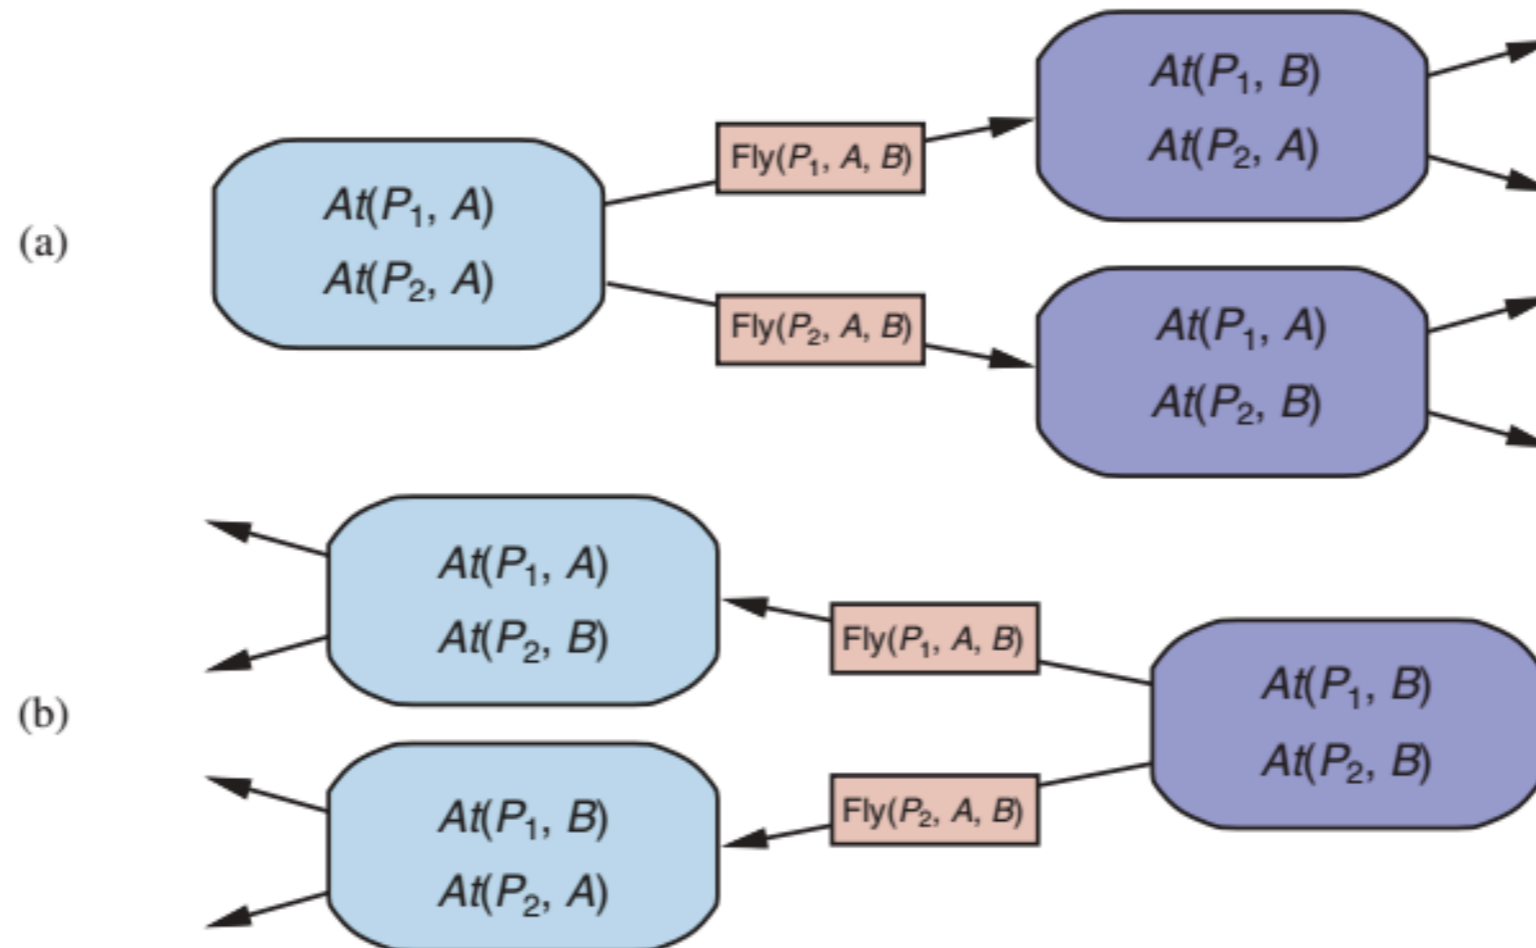 (a)
At(P₁, A)
At(P₂, A)
Fly(P₁, A, B)
Fly(P₂, A, B)
At(P₁, B)
At(P₂, A)
At(P₁, A)
At(P₂, B)
(b)
At(P₁, A)
At(P₂, B)
At(P₁, B)
At(P₂, A)
Fly(P₁, A, B)
Fly(P₂, A, B)
At(P₁, B)
At(P₂, B)